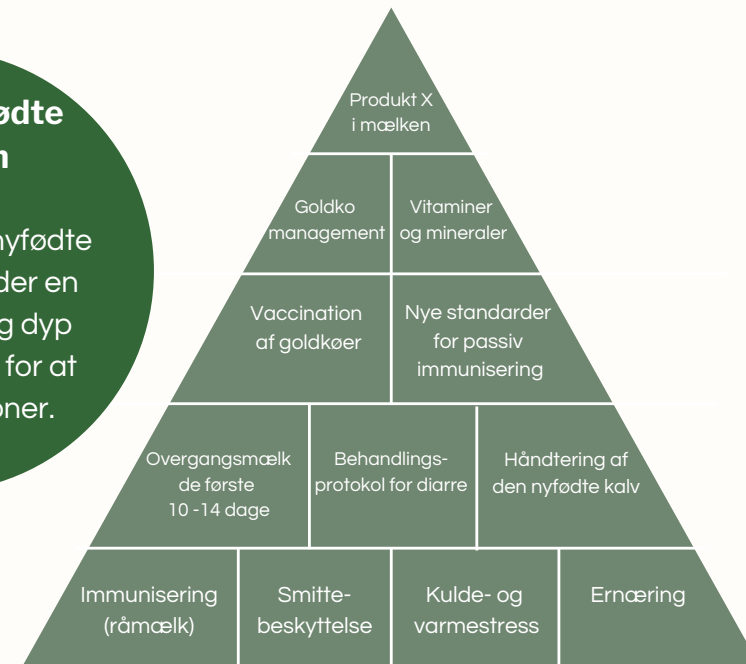 ødte
nyfødte
der en
g dyp
for at
oner.
Produkt X
i mælken
Goldko
management
Vitaminer
og mineraler
Vaccination
af goldkøer
Nye standarder
for passiv
immunisering
Overgangsmælk
de første
10 -14 dage
Behandlings-
protokol for diarre
Håndtering af
den nyfødte kalv
Immunisering
(råmælk)
Smitte-
beskyttelse
Kulde- og
varmestress
Ernæring